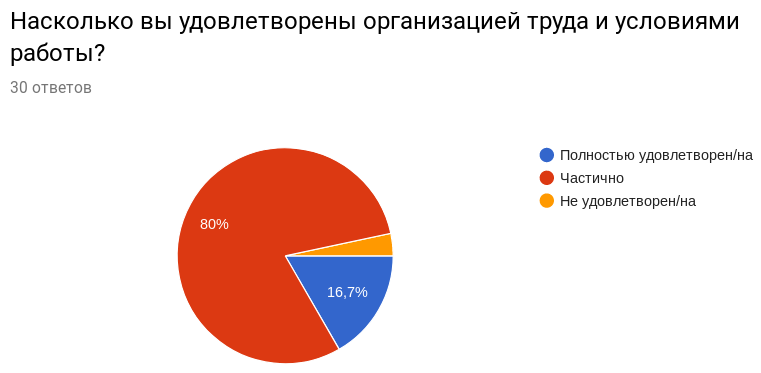 Насколько вы удовлетворены организацией труда и условиями
работы?
30 ответов
Полностью удовлетворен/на
Частично
Не удовлетворен/на
80%
16,7%